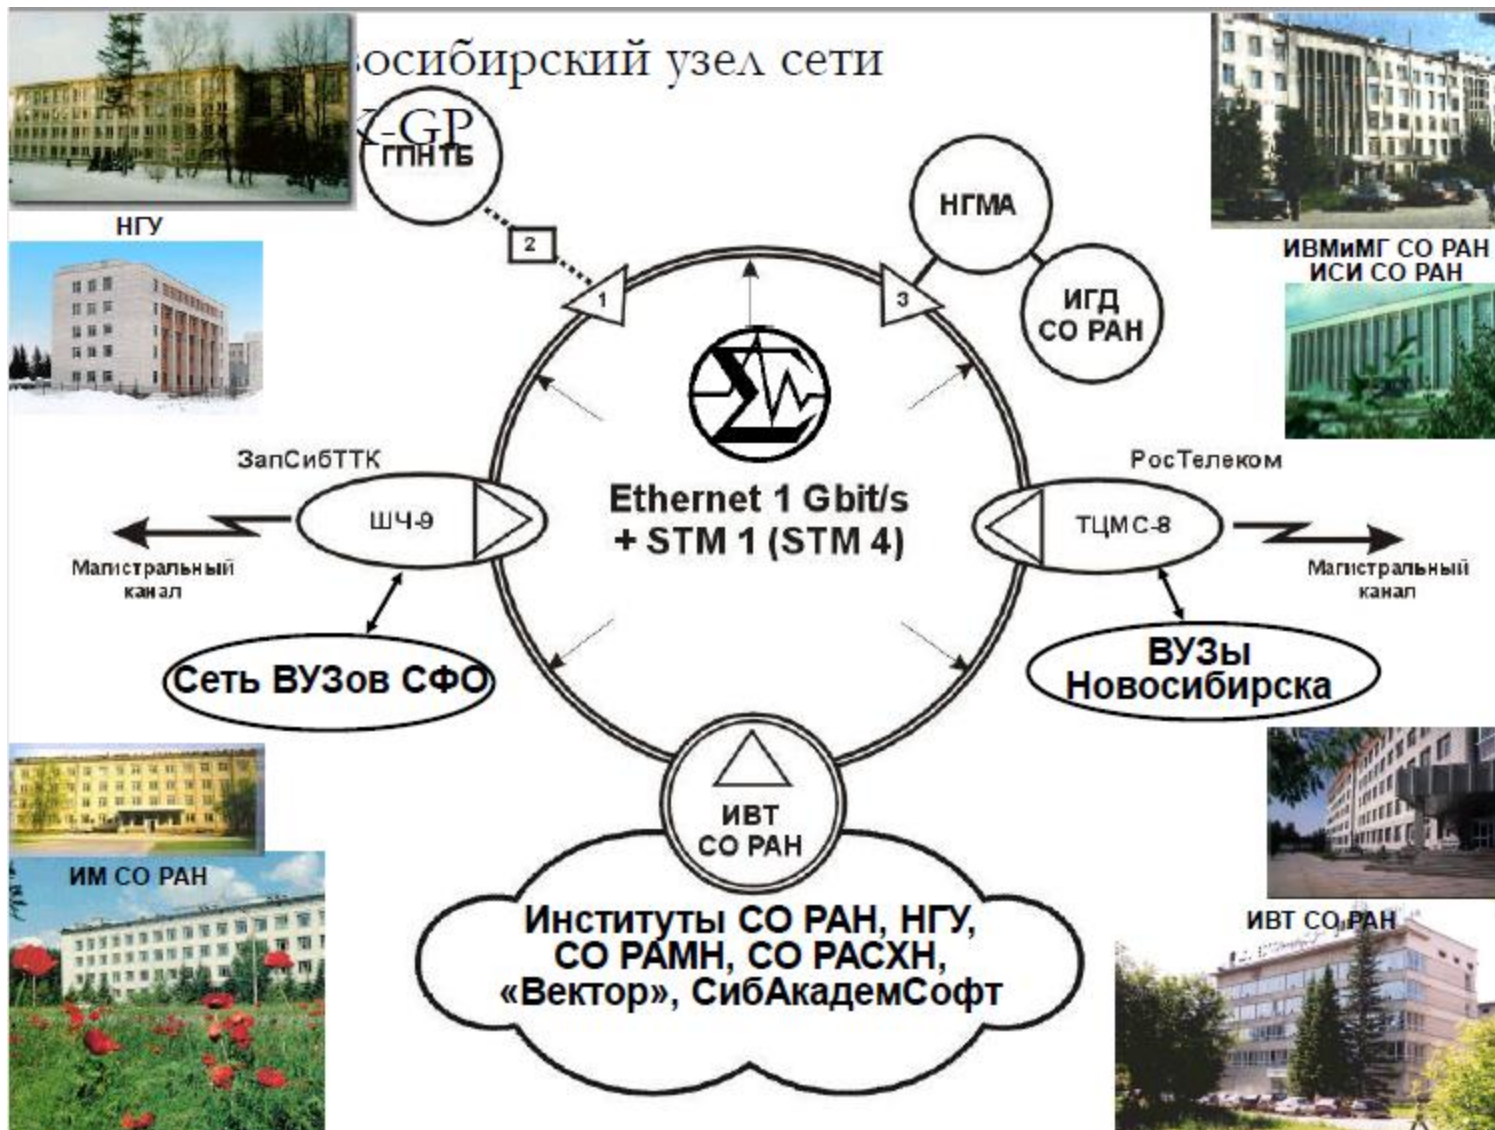 восибирский узел сети
-GP
ГПНТБ
НГУ
2
1
3
НГМА
ИГД
СО РАН
ИВМиМГ СО РАН
ИСИ СО РАН
ЗапСибТТК
ШЧ-9
Магистральный
канал
Ethernet 1 Gbit/s
+ STM 1 (STM 4)
РосТелеком
ТЦМС-8
Магистральный
канал
Сеть ВУЗов СФО
ВУЗы
Новосибирска
ИВТ
СО РАН
ИМ СО РАН
Институты СО РАН, НГУ,
СО РАМН, СО РАСХН,
«Вектор», СибАкадемСофт
ИВТ СО РАН